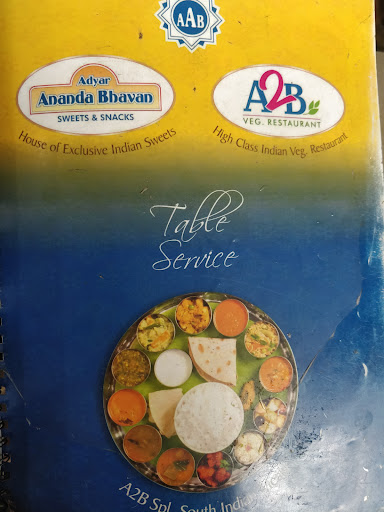 AAB
Adyar
Ananda Bhavan
SWEETS & SNACKS
House of Exclusive Indian Sweets
A2B
VEG. RESTAURANT
High Class Indian Veg. Restaurant
Table
Service
A2B Spl. South India